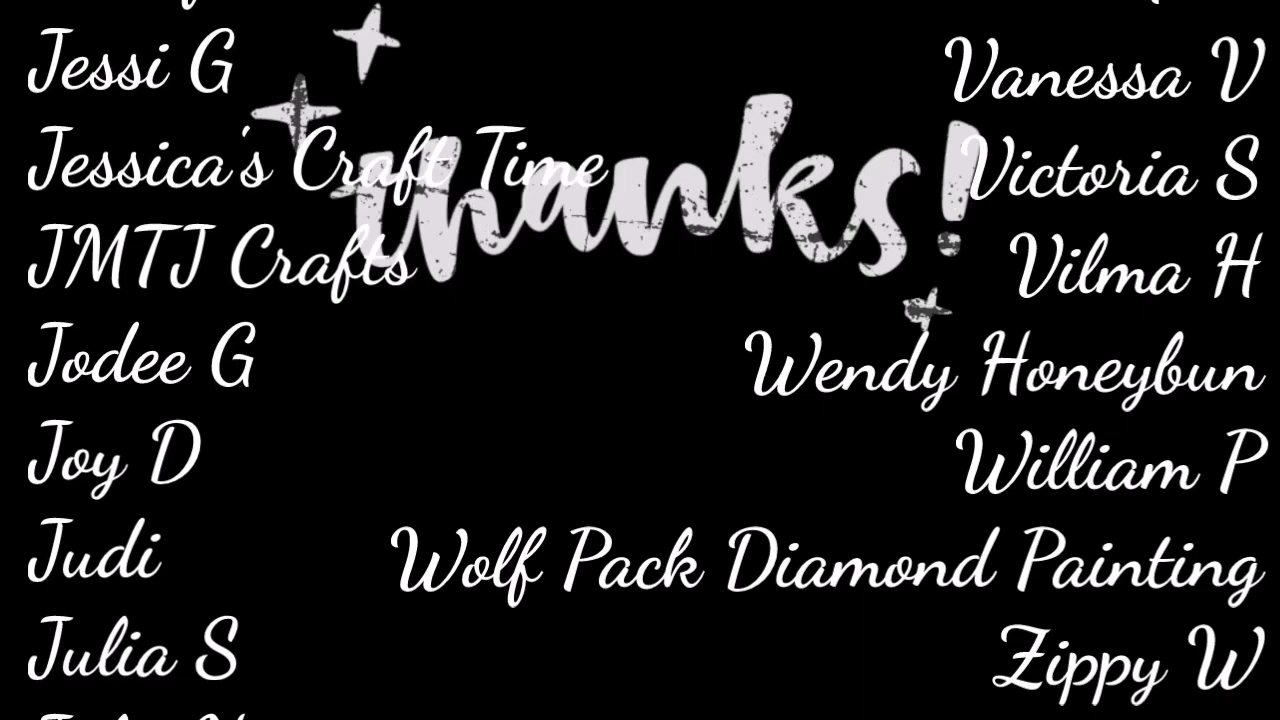 thanks!
Jessi G
Jessica's Craft Time
JMTJ Crafts
Jodee G
Joy D
Judi
Julia S
Vanessa V
Victoria S
Vilma H
Wendy Honeybun
William P
Wolf Pack Diamond Painting
Zippy W